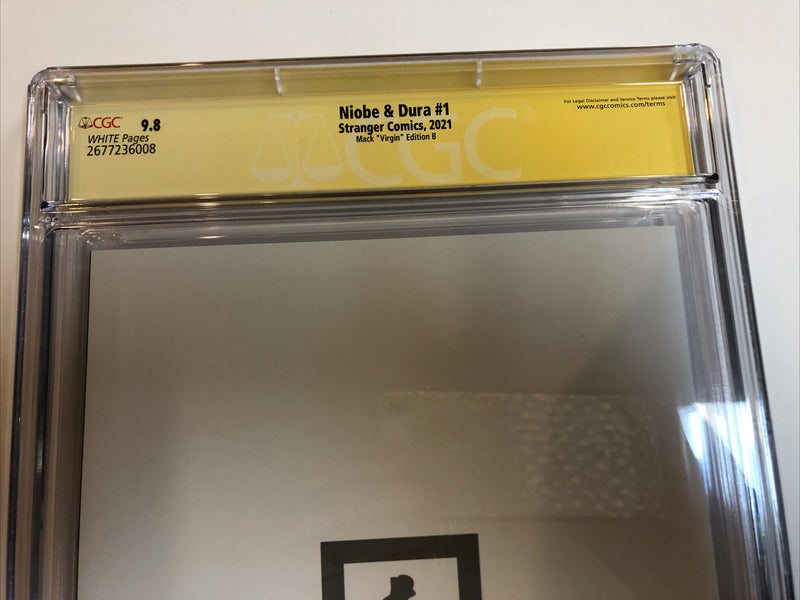 CGC 9.8
WHITE Pages
2677236008
Niobe & Dura #1
Stranger Comics, 2021
Mack "Virgin" Edition B
For Legal Disclaimer and Service Terms please visit:
www.cgccomics.com/terms
CGC